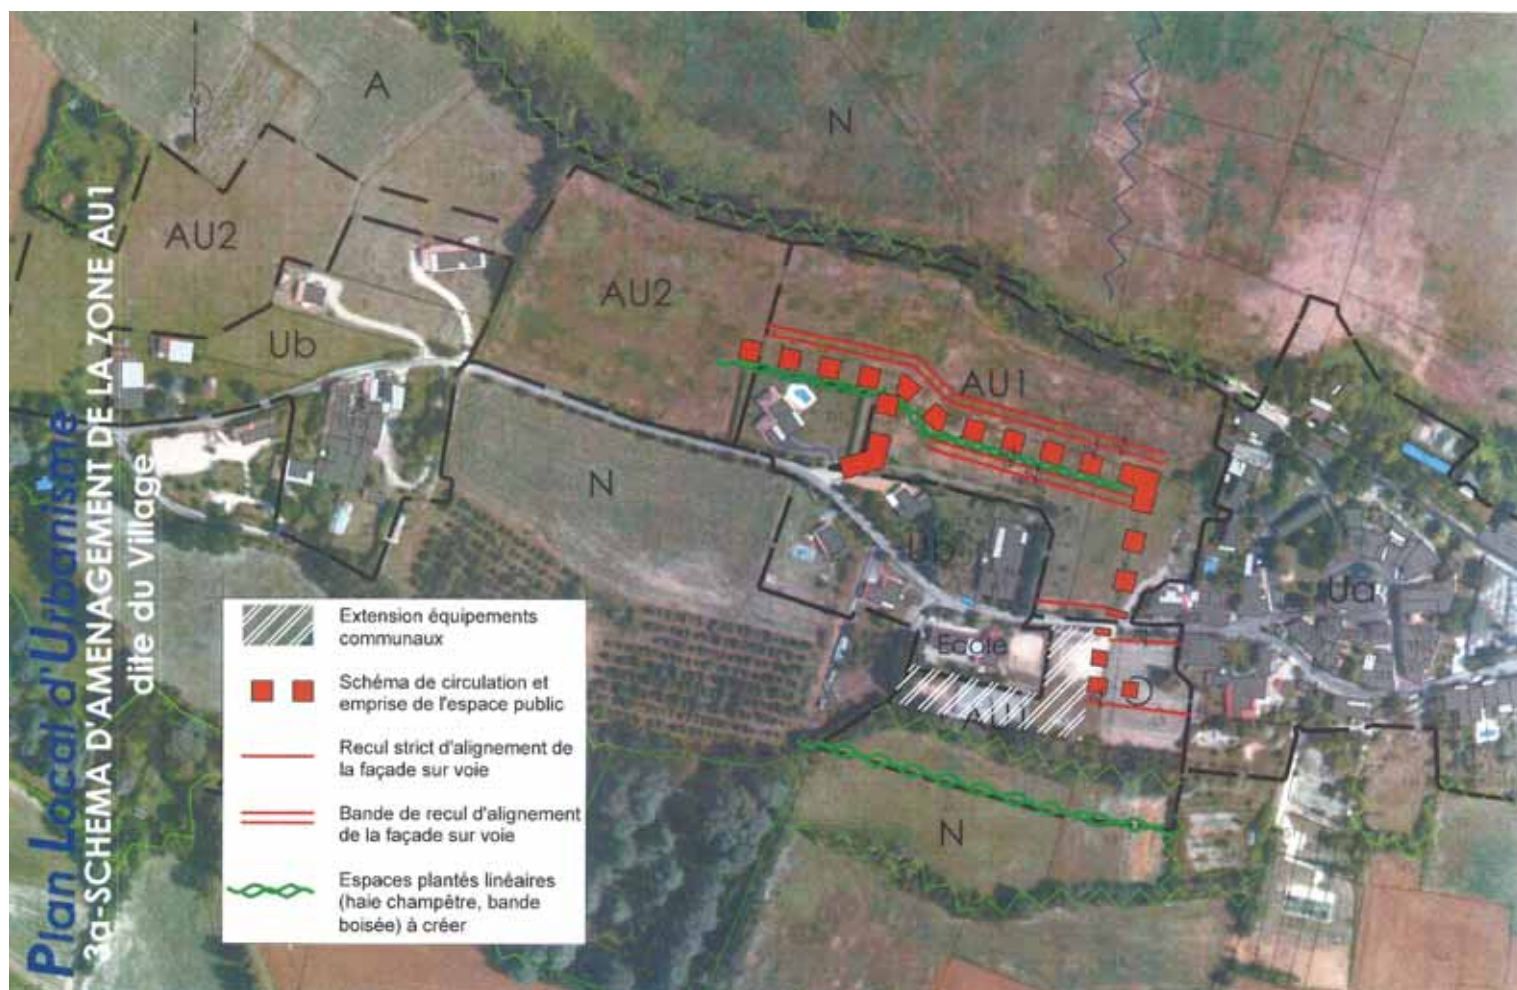 Plan Local d'Urbanisme
3a-SCHEMA D'AMENAGEMENT DE LA ZONE AU1
dite du Village
A
N
AU2
AU2
Ub
AU1
N
Ua
Ecole
AU1
N
Extension équipements
communaux
Schéma de circulation et
emprise de l'espace public
Recul strict d'alignement de
la façade sur voie
Bande de recul d'alignement
de la façade sur voie
Espaces plantés linéaires
(haie champêtre, bande
boisée) à créer